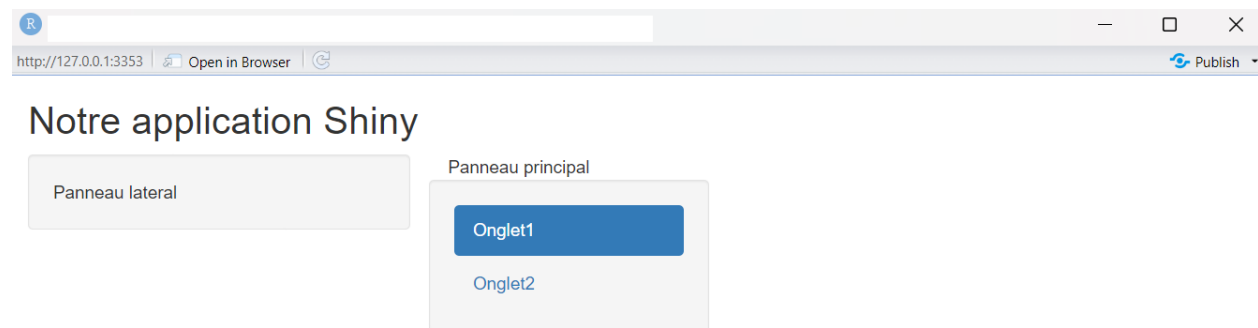 R
http://127.0.0.1:3353 Open in Browser Publish
Notre application Shiny
Panneau lateral
Panneau principal
Onglet1
Onglet2